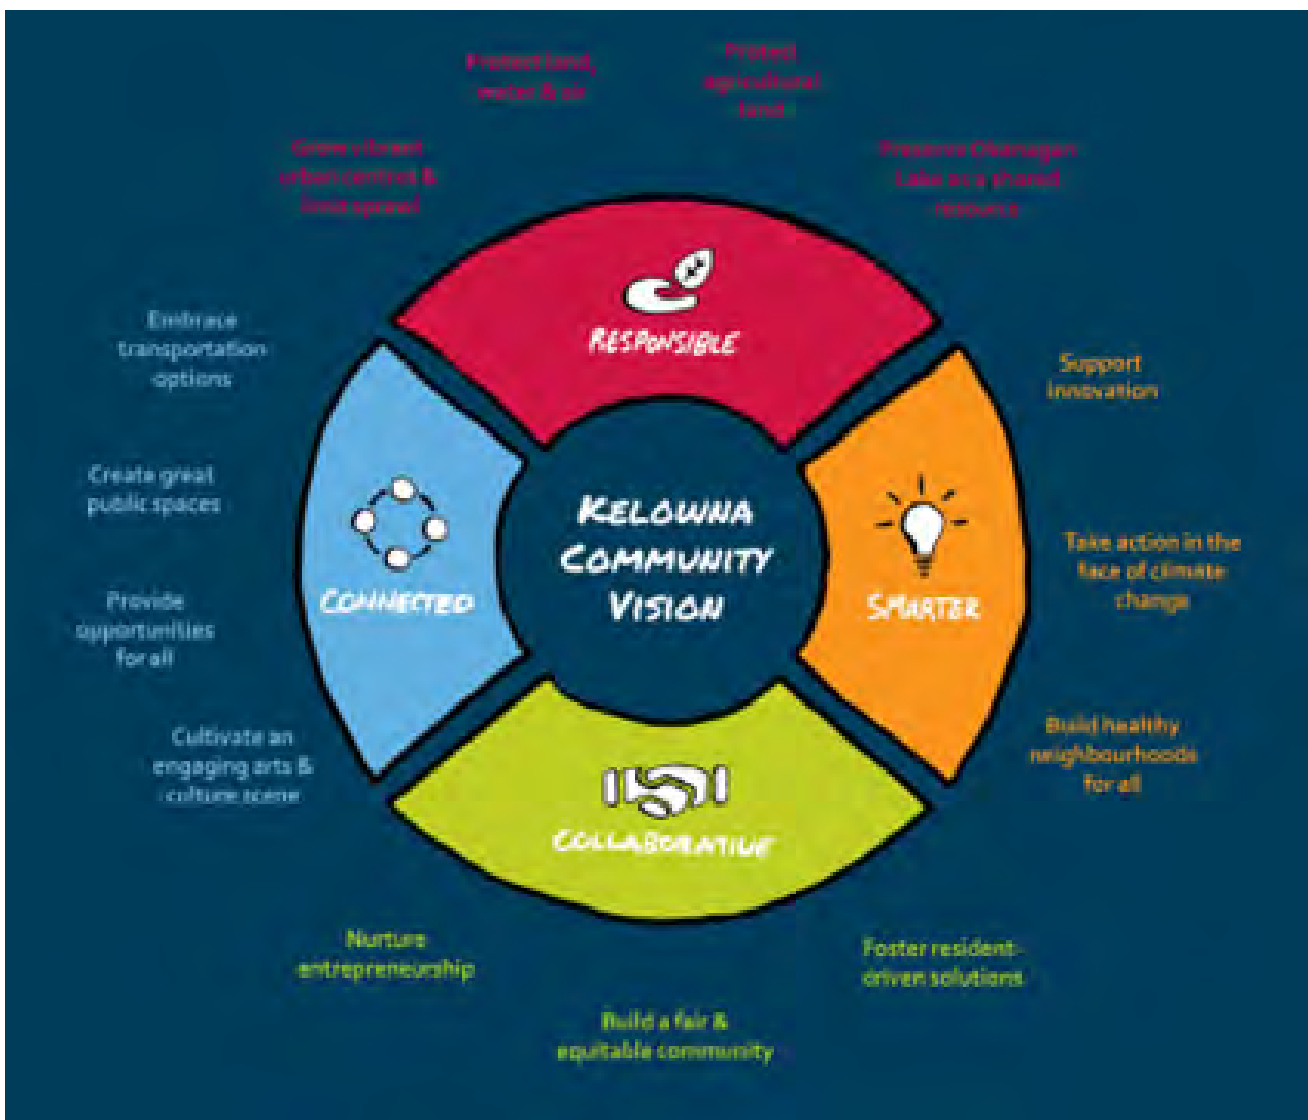 Protect land,
water & air
Protect
agricultural
land
Grow vibrant
urban centres &
limit sprawl
Preserve Okanagan
Lake as a shared
resource
RESPONSIBLE
Embrace
transportation
options
Support
innovation
Create great
public spaces
KELOWNA
COMMUNITY
VISION
CONNECTED
SMARTER
Take action in the
face of climate
change
Provide
opportunities
for all
Cultivate an
engaging arts &
culture scene
Build healthy
neighbourhoods
for all
COLLABORATIVE
Nurture
entrepreneurship
Foster resident-
driven solutions
Build a fair &
equitable community